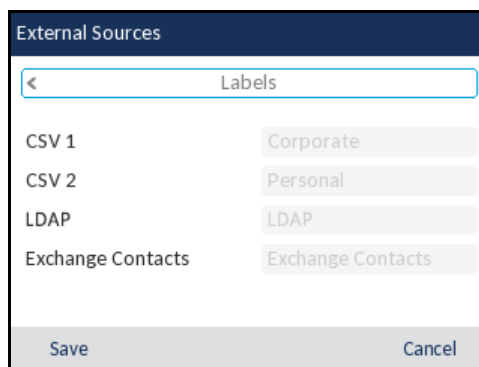 External Sources
< Labels
CSV 1 Corporate
CSV 2 Personal
LDAP LDAP
Exchange Contacts Exchange Contacts
Save Cancel